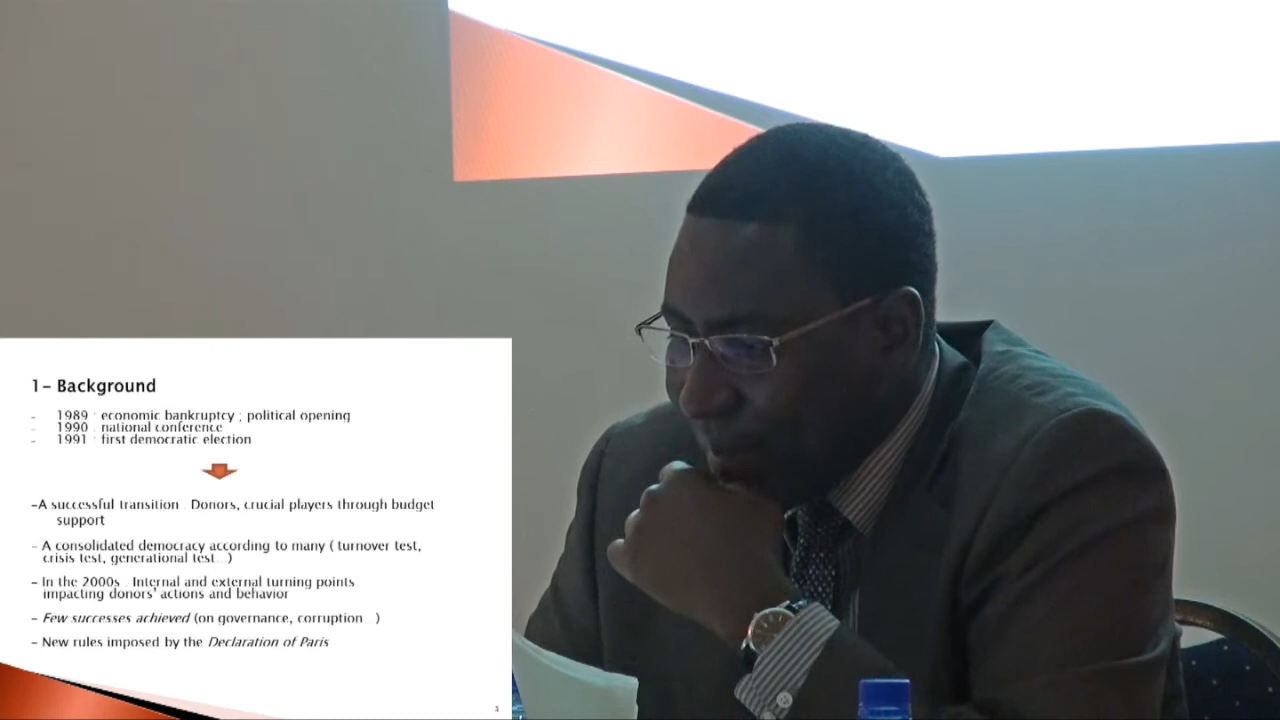 1- Background
- 1989 : economic bankruptcy ; political opening
- 1990 : national conference
- 1991 : first democratic election
-A successful transition : Donors, crucial players through budget
support
- A consolidated democracy according to many ( turnover test,
crisis test, generational test...)
- In the 2000s : Internal and external turning points
impacting donors' actions and behavior
- Few successes achieved (on governance, corruption...)
- New rules imposed by the Declaration of Paris